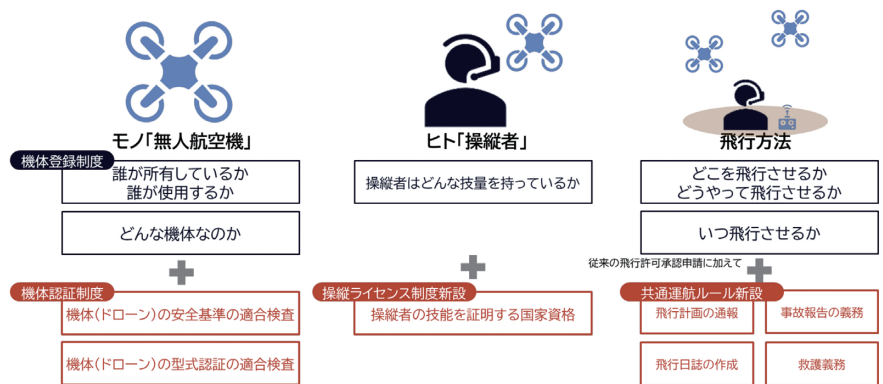 モノ「無人航空機」
機体登録制度
誰が所有しているか
誰が使用するか
どんな機体なのか
機体認証制度
機体(ドローン)の安全基準の適合検査
機体(ドローン)の型式認証の適合検査
ヒト「操縦者」
操縦者はどんな技量を持っているか
操縦ライセンス制度新設
操縦者の技能を証明する国家資格
飛行方法
どこを飛行させるか
どうやって飛行させるか
いつ飛行させるか
従来の飛行許可承認申請に加えて
共通運航ルール新設
飛行計画の通報
事故報告の義務
飛行日誌の作成
救護義務